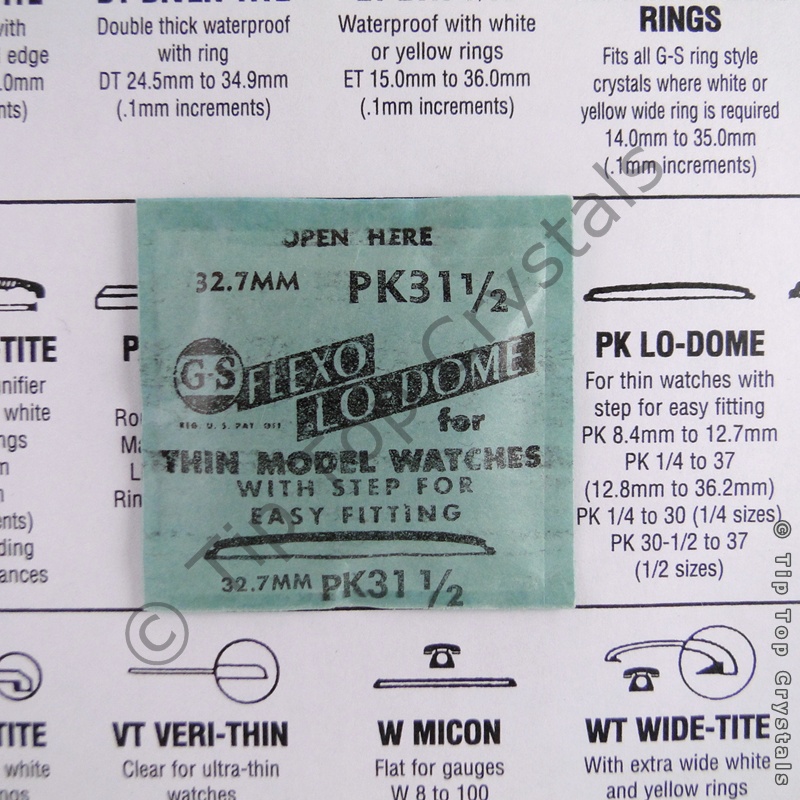 with
edge
Double thick waterproof
with ring
DT 24.5mm to 34.9mm
(.1mm increments)
Waterproof with white
or yellow rings
ET 15.0mm to 36.0mm
(.1mm increments)
RINGS
Fits all G-S ring style
crystals where white or
yellow wide ring is required
14.0mm to 35.0mm
(.1mm increments)
OPEN HERE
32.7MM PK31 1/2
G-S FLEXO
LO-DOME
REG. U.S. PAT. OFF.
for
THIN MODEL WATCHES
WITH STEP FOR
EASY FITTING
32.7MM PK31 1/2
PK LO-DOME
For thin watches with
step for easy fitting
PK 8.4mm to 12.7mm
PK 1/4 to 37
(12.8mm to 36.2mm)
PK 1/4 to 30 (1/4 sizes)
PK 30-1/2 to 37
(1/2 sizes)
VT VERI-THIN
Clear for ultra-thin
watches
W MICON
Flat for gauges
W 8 to 100
WT WIDE-TITE
With extra wide white
and yellow rings
© Tip Top Crystals
© Tip Top Crystals